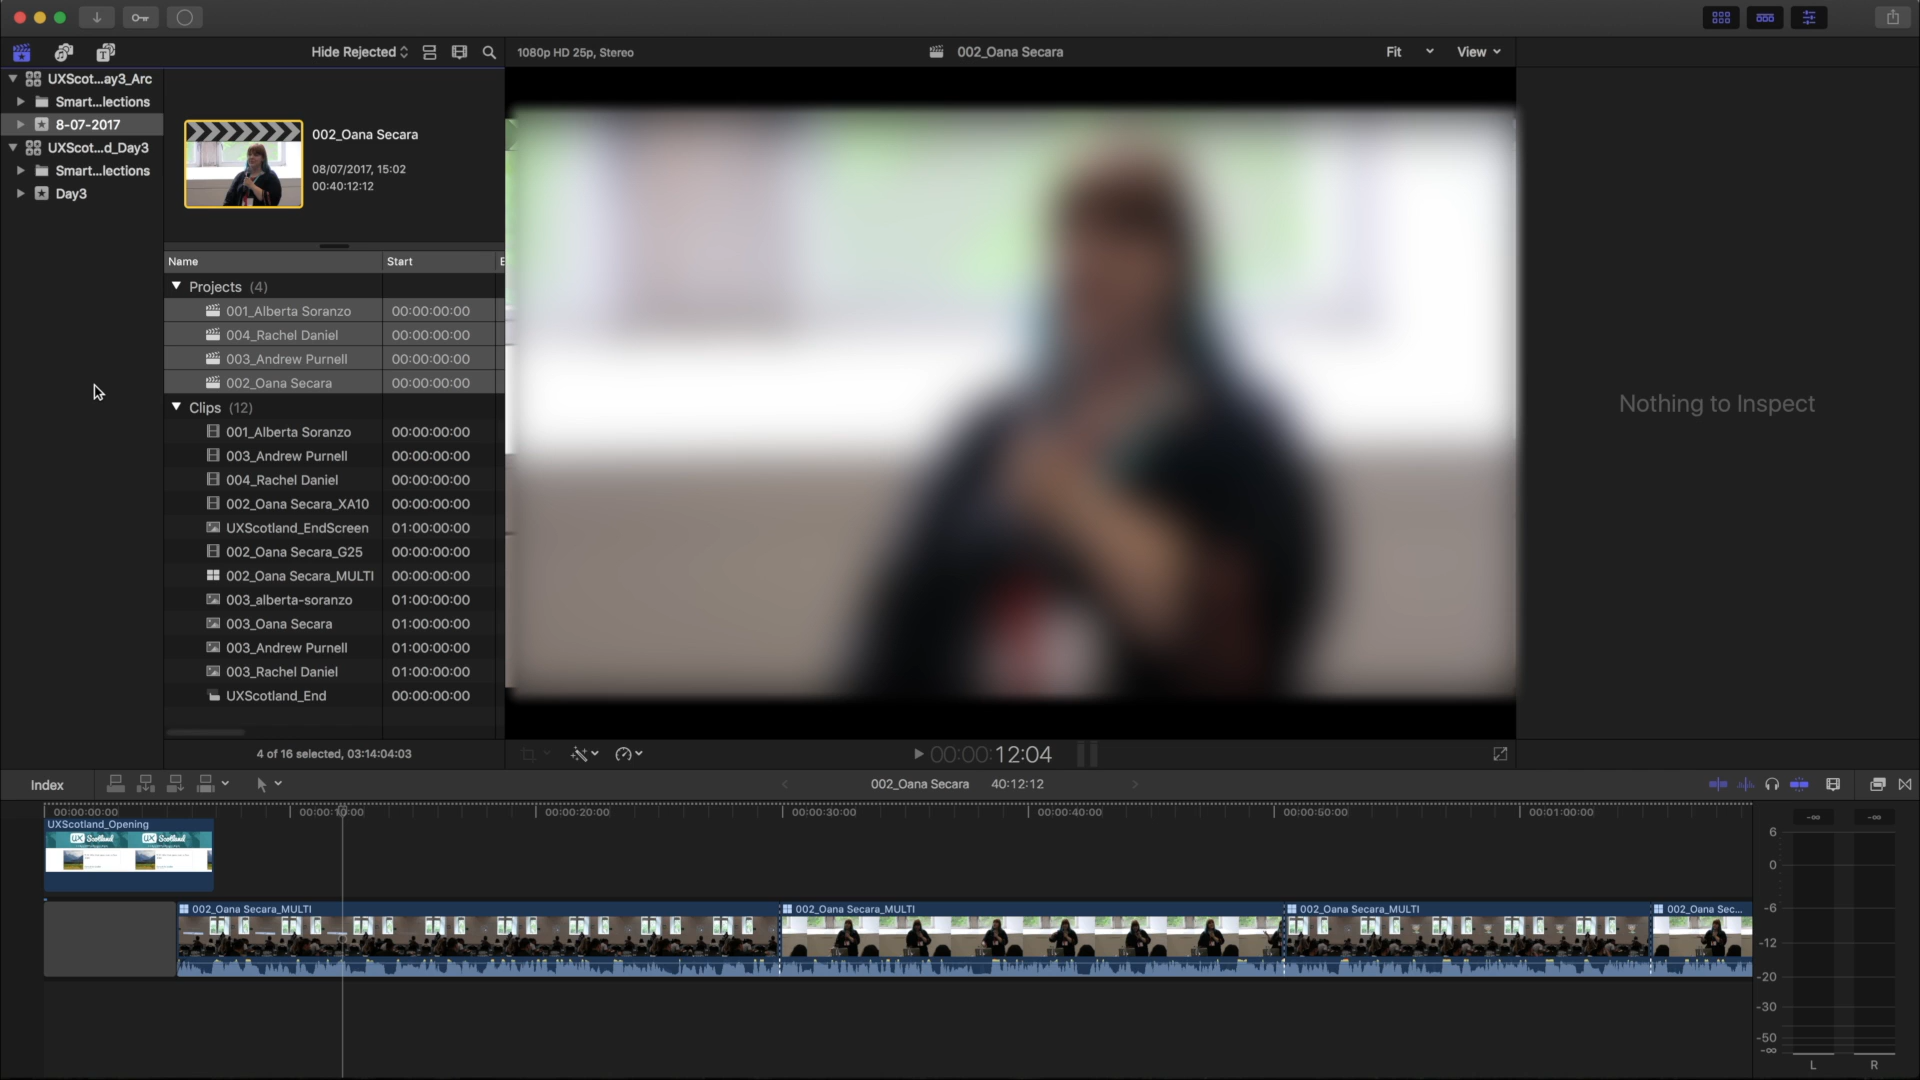 Hide Rejected
1080p HD 25p, Stereo
002_Oana Secara
Fit
View
UXScot...ay3_Arc
Smart...lections
8-07-2017
UXScot...d_Day3
Smart...lections
Day3
002_Oana Secara
08/07/2017, 15:02
00:40:12:12
Name Start E
Projects (4)
001_Alberta Soranzo 00:00:00:00
004_Rachel Daniel 00:00:00:00
003_Andrew Purnell 00:00:00:00
002_Oana Secara 00:00:00:00
Clips (12)
001_Alberta Soranzo 00:00:00:00
003_Andrew Purnell 00:00:00:00
004_Rachel Daniel 00:00:00:00
002_Oana Secara_XA10 00:00:00:00
UXScotland_EndScreen 01:00:00:00
002_Oana Secara_G25 00:00:00:00
002_Oana Secara_MULTI 00:00:00:00
003_alberta-soranzo 01:00:00:00
003_Oana Secara 01:00:00:00
003_Andrew Purnell 01:00:00:00
003_Rachel Daniel 01:00:00:00
UXScotland_End 00:00:00:00
4 of 16 selected, 03:14:04:03
Nothing to Inspect
00:00:12:04
Index
002_Oana Secara 40:12:12
00:00:00:00 00:00:10:00 00:00:20:00 00:00:30:00 00:00:40:00 00:00:50:00 00:01:00:00
UXScotland_Opening
UX Scotland UX Scotland
002_Oana Secara_MULTI 002_Oana Secara_MULTI 002_Oana Secara_MULTI 002_Oana Sec...
-∞ -∞
6
0
-6
-12
-20
-30
-50
-∞
L R